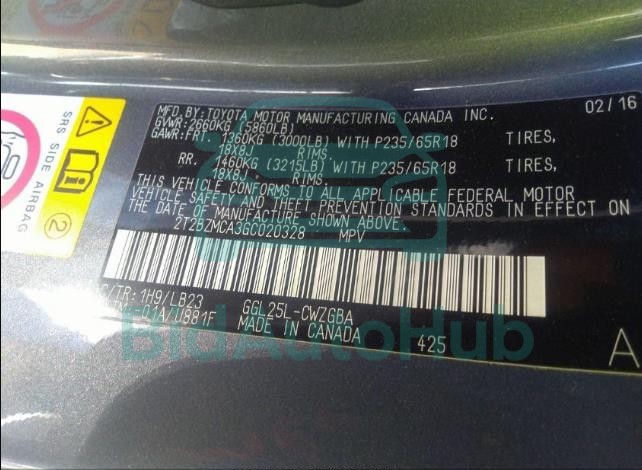 MFD.BY:TOYOTA MOTOR MANUFACTURING CANADA INC. 02/16
GVWR:2660KG (5860LB)
GAWR:FR. 1360KG (3000LB) WITH P235/65R18 TIRES,
18X8J RIMS,
RR. 1460KG (3215LB) WITH P235/65R18 TIRES,
18X8J RIMS.
THIS VEHICLE CONFORMS TO ALL APPLICABLE FEDERAL MOTOR
VEHICLE SAFETY AND THEFT PREVENTION STANDARDS IN EFFECT ON
THE DATE OF MANUFACTURE SHOWN ABOVE.
2T2BZMCA3GC020328 MPV
C/TR:1H9/LB23 GGL25L-CWZGBA
01A/U881F MADE IN CANADA 425 A
SRS SIDE AIRBAG
2
BidAutoHub